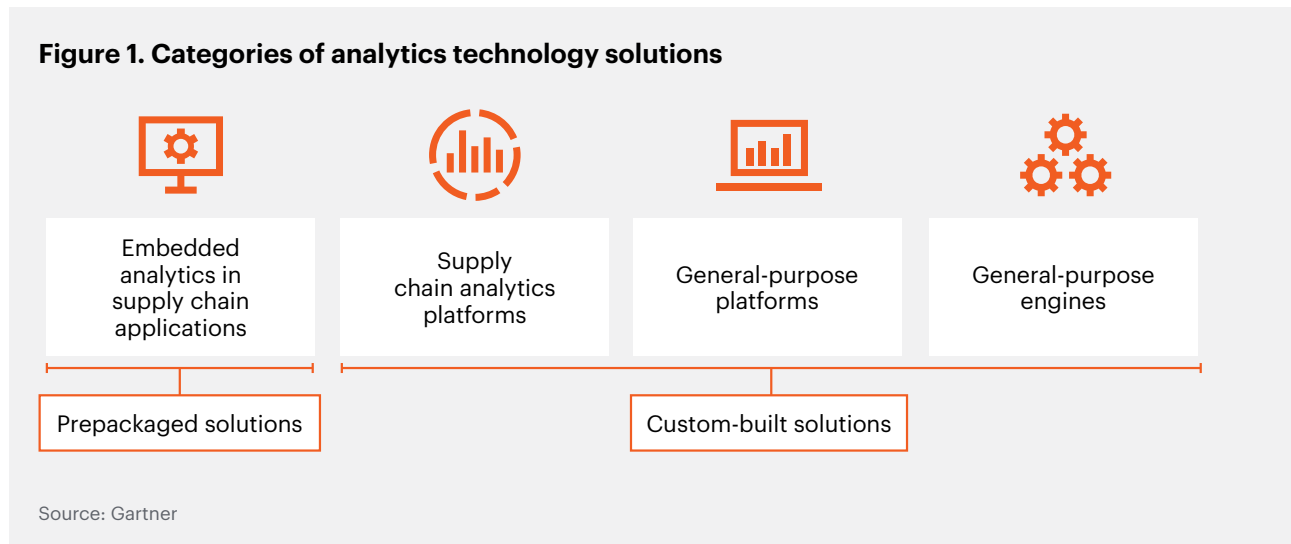 Figure 1. Categories of analytics technology solutions
Embedded
analytics in
supply chain
applications
Supply
chain analytics
platforms
General-purpose
platforms
General-purpose
engines
Prepackaged solutions
Custom-built solutions
Source: Gartner